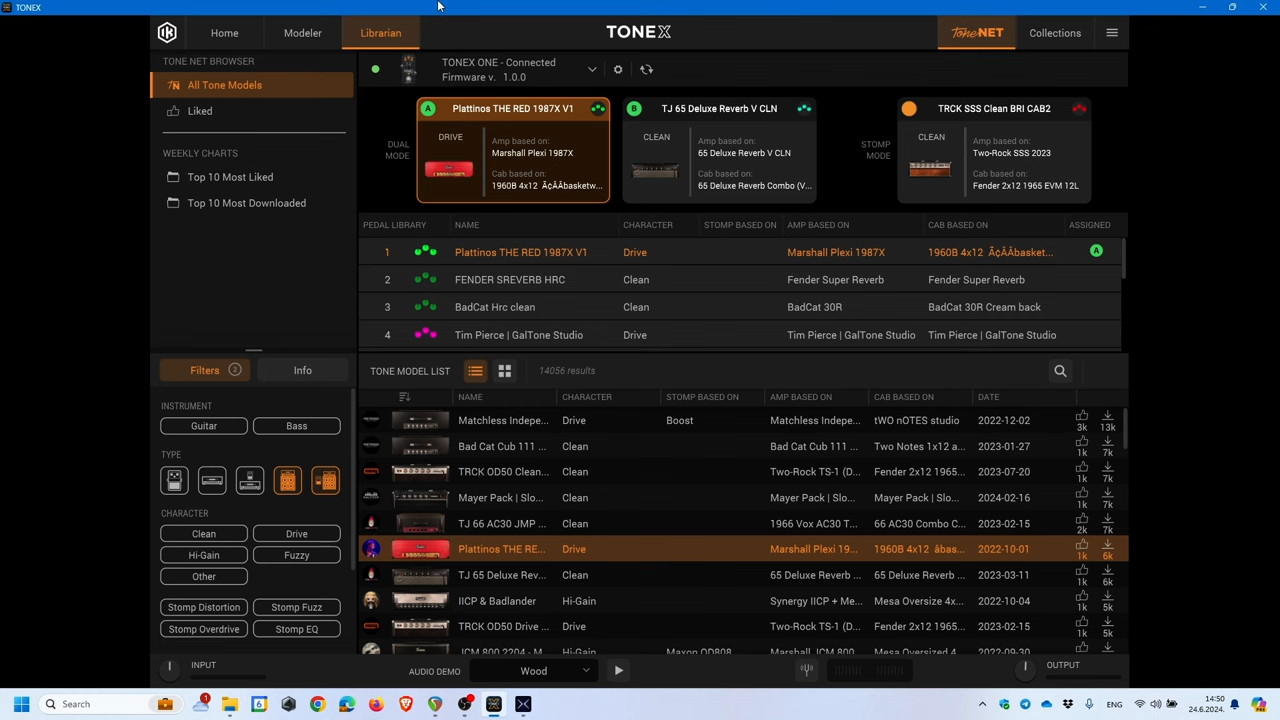 TONEX
Home
Modeler
Librarian
TONEX
ToneNET
Collections
TONE NET BROWSER
All Tone Models
Liked
WEEKLY CHARTS
Top 10 Most Liked
Top 10 Most Downloaded
TONEX ONE - Connected
Firmware v. 1.0.0
DUAL MODE
A Plattinos THE RED 1987X V1
DRIVE
Amp based on:
Marshall Plexi 1987X
Cab based on:
1960B 4x12 Ã¢ÂÂbasketw...
B TJ 65 Deluxe Reverb V CLN
CLEAN
Amp based on:
65 Deluxe Reverb V CLN
Cab based on:
65 Deluxe Reverb Combo (V...
STOMP MODE
TRCK SSS Clean BRI CAB2
CLEAN
Amp based on:
Two-Rock SSS 2023
Cab based on:
Fender 2x12 1965 EVM 12L
PEDAL LIBRARY NAME CHARACTER STOMP BASED ON AMP BASED ON CAB BASED ON ASSIGNED
1 Plattinos THE RED 1987X V1 Drive Marshall Plexi 1987X 1960B 4x12 Ã¢ÂÂbasket... A
2 FENDER SREVERB HRC Clean Fender Super Reverb Fender Super Reverb
3 BadCat Hrc clean Clean BadCat 30R BadCat 30R Cream back
4 Tim Pierce | GalTone Studio Drive Tim Pierce | GalTone Studio Tim Pierce | GalTone Studio
Filters 2 Info
INSTRUMENT
Guitar Bass
TYPE
CHARACTER
Clean Drive
Hi-Gain Fuzzy
Other
Stomp Distortion Stomp Fuzz
Stomp Overdrive Stomp EQ
TONE MODEL LIST 14056 results
NAME CHARACTER STOMP BASED ON AMP BASED ON CAB BASED ON DATE
Matchless Indepe... Drive Boost Matchless Indepe... tWO nOTES studio 2022-12-02 3k 13k
Bad Cat Cub 111 ... Clean Bad Cat Cub 111 ... Two Notes 1x12 a... 2023-01-27 1k 7k
TRCK OD50 Clean... Clean Two-Rock TS-1 (D... Fender 2x12 1965... 2023-07-20 1k 7k
Mayer Pack | Slo... Clean Mayer Pack | Slo... Mayer Pack | Slo... 2024-02-16 1k 7k
TJ 66 AC30 JMP ... Clean 1966 Vox AC30 T... 66 AC30 Combo C... 2023-02-15 2k 7k
Plattinos THE RE... Drive Marshall Plexi 19... 1960B 4x12 âbas... 2022-10-01 1k 6k
TJ 65 Deluxe Rev... Clean 65 Deluxe Reverb ... 65 Deluxe Reverb ... 2023-03-11 1k 6k
IICP & Badlander Hi-Gain Synergy IICP + Me... Mesa Oversize 4x... 2022-10-04 1k 5k
TRCK OD50 Drive ... Drive Two-Rock TS-1 (D... Fender 2x12 1965... 2023-02-15 1k 5k
JCM 800 2204 - M... Drive Maxon OD808 Marshall JCM 800... Mesa Oversized 4...
INPUT
AUDIO DEMO Wood
OUTPUT
Search
1
6
ENG
14:50
24.6.2024.
PRE